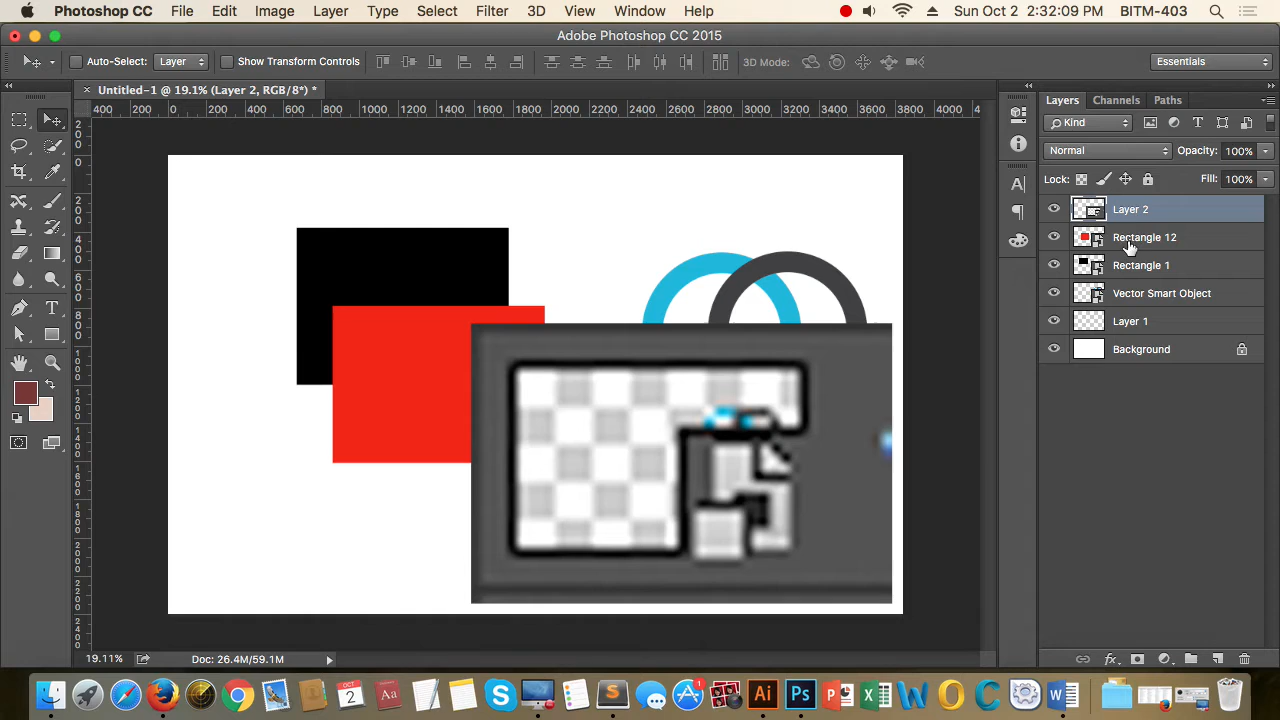 Photoshop CC File Edit Image Layer Type Select Filter 3D View Window Help Sun Oct 2 2:32:09 PM BITM-403
Adobe Photoshop CC 2015
Auto-Select: Layer Show Transform Controls 3D Mode: Essentials
Untitled-1 @ 19.1% (Layer 2, RGB/8*) *
400 200 0 200 400 600 800 1000 1200 1400 1600 1800 2000 2200 2400 2600 2800 3000 3200 3400 3600 3800 4000 4
Layers Channels Paths
Kind
Normal Opacity: 100%
Lock: Fill: 100%
Layer 2
Rectangle 12
Rectangle 1
Vector Smart Object
Layer 1
Background
19.11% Doc: 26.4M/59.1M
OCT
2